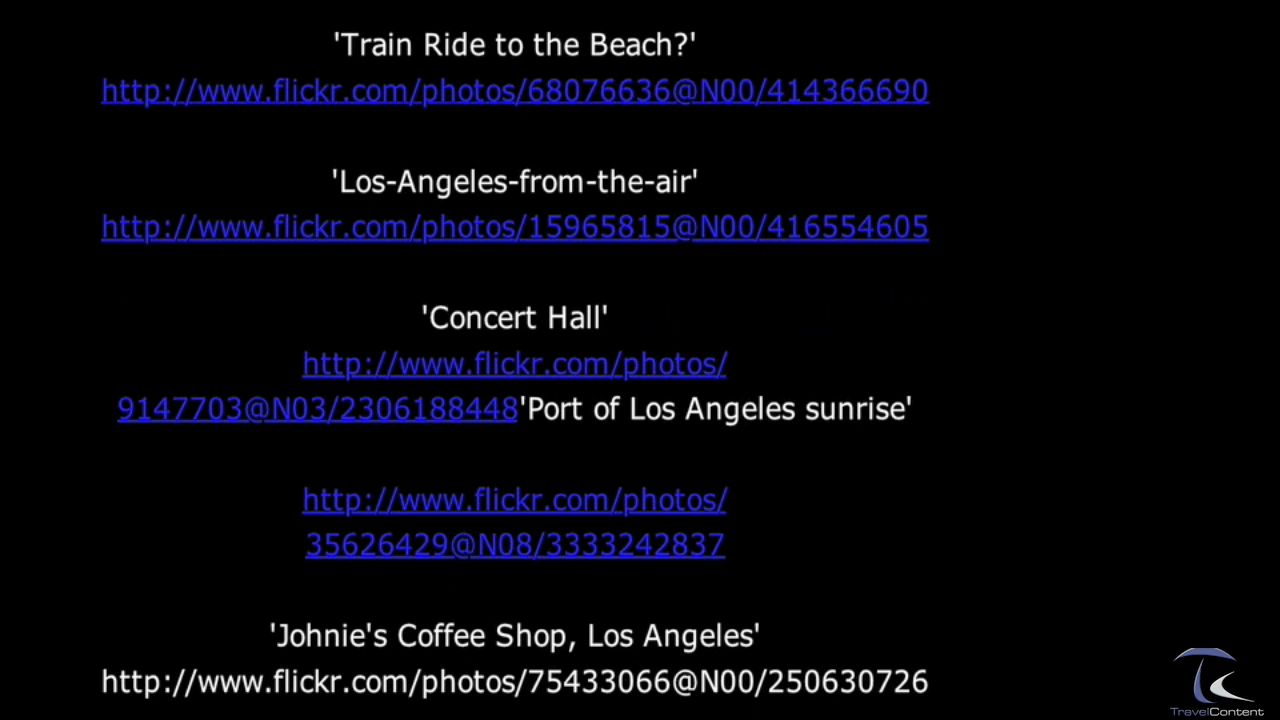 'Train Ride to the Beach?'
http://www.flickr.com/photos/68076636@N00/414366690
'Los-Angeles-from-the-air'
http://www.flickr.com/photos/15965815@N00/416554605
'Concert Hall'
http://www.flickr.com/photos/
9147703@N03/2306188448'Port of Los Angeles sunrise'
http://www.flickr.com/photos/
35626429@N08/3333242837
'Johnie's Coffee Shop, Los Angeles'
http://www.flickr.com/photos/75433066@N00/250630726
TravelContent